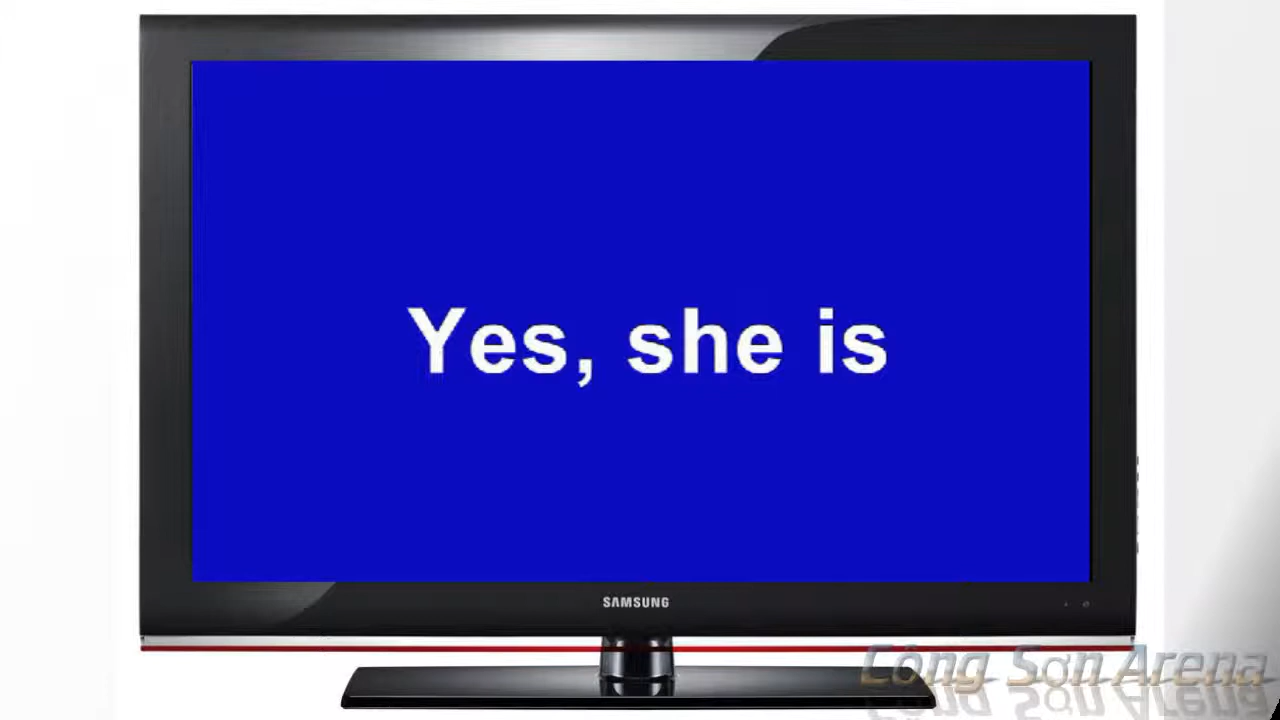 Yes, she is
SAMSUNG
Công Sơn Arena